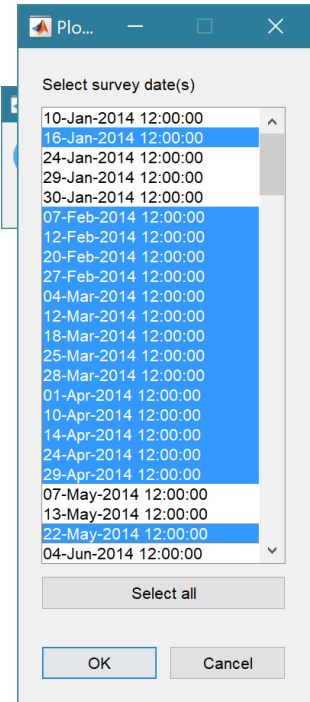 Plo...
Select survey date(s)
10-Jan-2014 12:00:00
16-Jan-2014 12:00:00
24-Jan-2014 12:00:00
29-Jan-2014 12:00:00
30-Jan-2014 12:00:00
07-Feb-2014 12:00:00
12-Feb-2014 12:00:00
20-Feb-2014 12:00:00
27-Feb-2014 12:00:00
04-Mar-2014 12:00:00
12-Mar-2014 12:00:00
18-Mar-2014 12:00:00
25-Mar-2014 12:00:00
28-Mar-2014 12:00:00
01-Apr-2014 12:00:00
10-Apr-2014 12:00:00
14-Apr-2014 12:00:00
24-Apr-2014 12:00:00
29-Apr-2014 12:00:00
07-May-2014 12:00:00
13-May-2014 12:00:00
22-May-2014 12:00:00
04-Jun-2014 12:00:00
Select all
OK Cancel